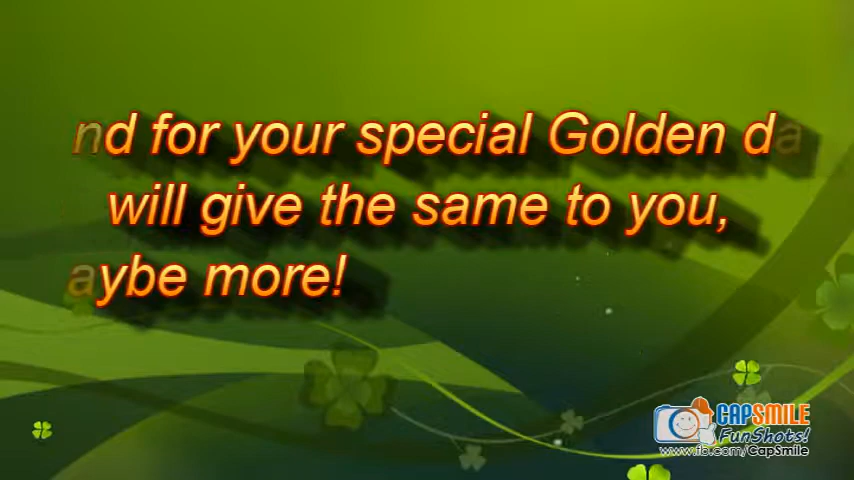 nd for your special Golden da
will give the same to you,
aybe more!
CAPSMILE
FunShots!
www.fb.com/CapSmile